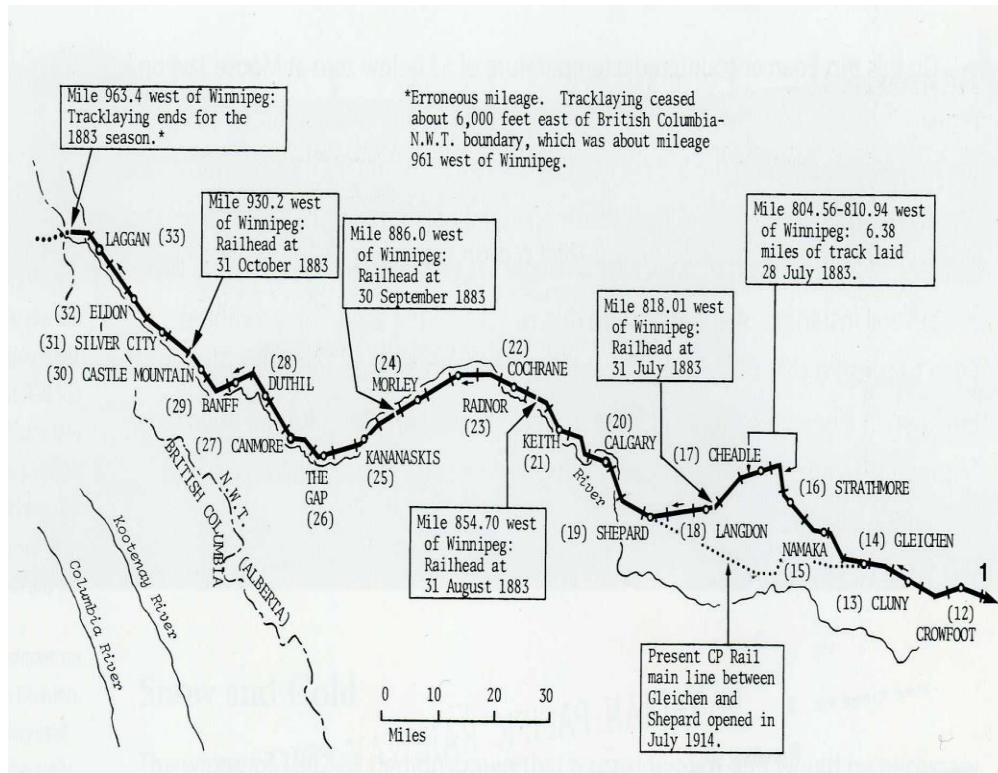 Mile 963.4 west of Winnipeg:
Tracklaying ends for the
1883 season.*
*Erroneous mileage. Tracklaying ceased
about 6,000 feet east of British Columbia-
N.W.T. boundary, which was about mileage
961 west of Winnipeg.
Mile 930.2 west
of Winnipeg:
Railhead at
31 October 1883
Mile 886.0 west
of Winnipeg:
Railhead at
30 September 1883
Mile 804.56-810.94 west
of Winnipeg: 6.38
miles of track laid
28 July 1883.
Mile 818.01 west
of Winnipeg:
Railhead at
31 July 1883
LAGGAN (33)
(32) ELDON
(31) SILVER CITY
(30) CASTLE MOUNTAIN
(29) BANFF
(28)
DUTHIL
(27) CANMORE
THE
GAP
(26)
KANANASKIS
(25)
(24)
MORLEY
RADNOR
(23)
(22)
COCHRANE
KEITH
(21)
(20)
CALGARY
River
(19) SHEPARD
(18) LANGDON
(17) CHEADLE
(16) STRATHMORE
NAMAKA
(15)
(14) GLEICHEN
(13) CLUNY
(12)
CROWFOOT
1
Mile 854.70 west
of Winnipeg:
Railhead at
31 August 1883
N.W.T.
(ALBERTA)
BRITISH COLUMBIA
Kootenay River
Columbia River
0 10 20 30
Miles
Present CP Rail
main line between
Gleichen and
Shepard opened in
July 1914.